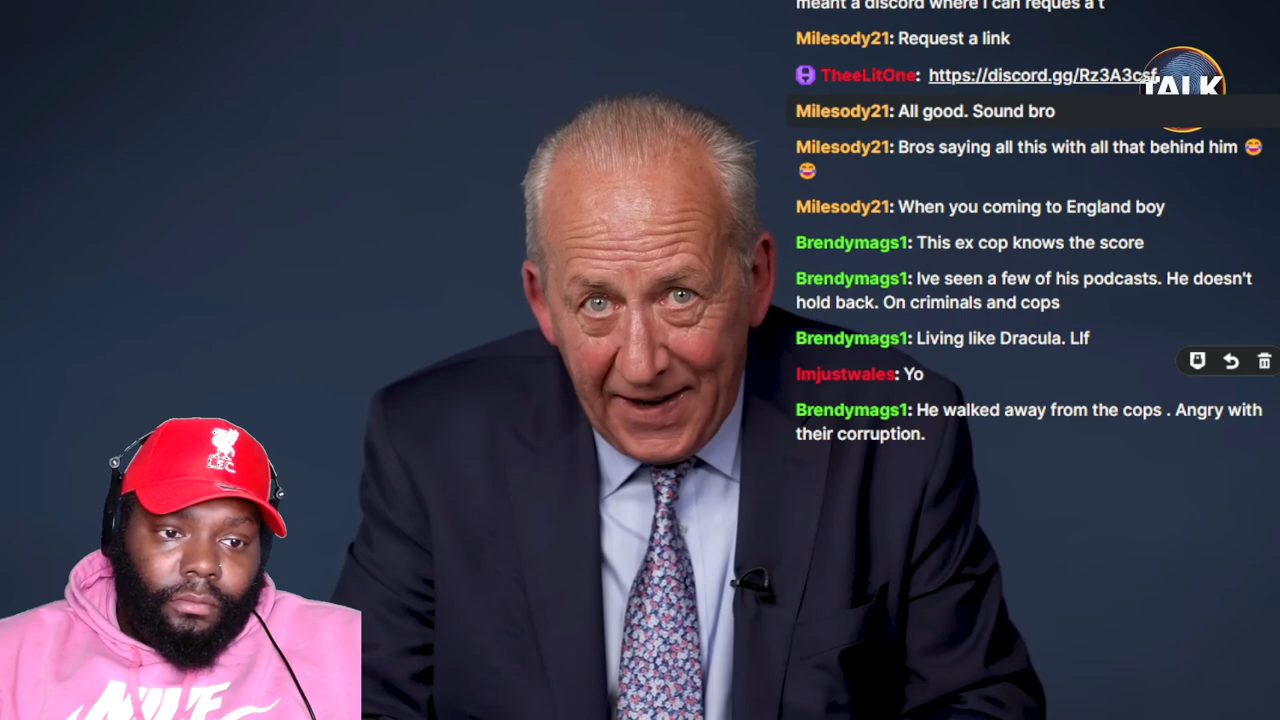 meant a discord where i can reques a t
Milesody21: Request a link
TheeLitOne: https://discord.gg/Rz3A3csf
TALK
Milesody21: All good. Sound bro
Milesody21: Bros saying all this with all that behind him 😂
😂
Milesody21: When you coming to England boy
Brendymags1: This ex cop knows the score
Brendymags1: Ive seen a few of his podcasts. He doesn't
hold back. On criminals and cops
Brendymags1: Living like Dracula. Llf
Imjustwales: Yo
Brendymags1: He walked away from the cops . Angry with
their corruption.
L.F.C.
NIKE